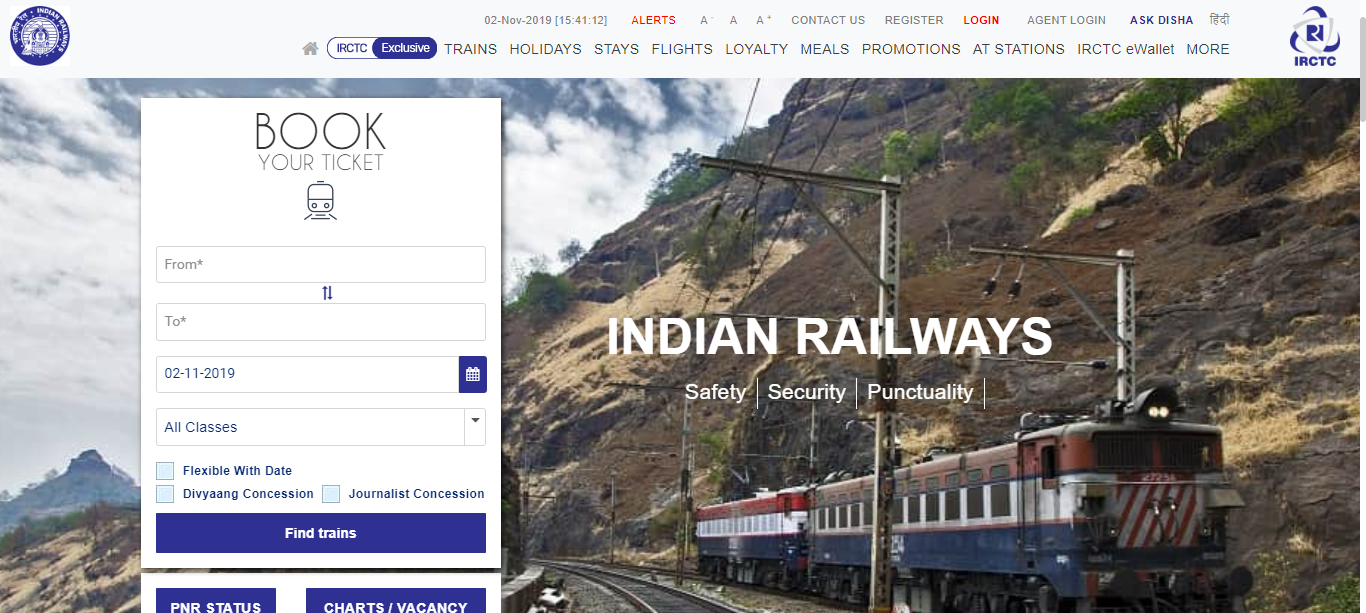 INDIAN RAILWAYS
02-Nov-2019 [15:41:12] ALERTS A- A A+ CONTACT US REGISTER LOGIN AGENT LOGIN ASK DISHA हिंदी
IRCTC Exclusive TRAINS HOLIDAYS STAYS FLIGHTS LOYALTY MEALS PROMOTIONS AT STATIONS IRCTC eWallet MORE
IRCTC
BOOK
YOUR TICKET
From*
To*
02-11-2019
All Classes
Flexible With Date
Divyaang Concession Journalist Concession
Find trains
PNR STATUS CHARTS / VACANCY
INDIAN RAILWAYS
Safety Security Punctuality